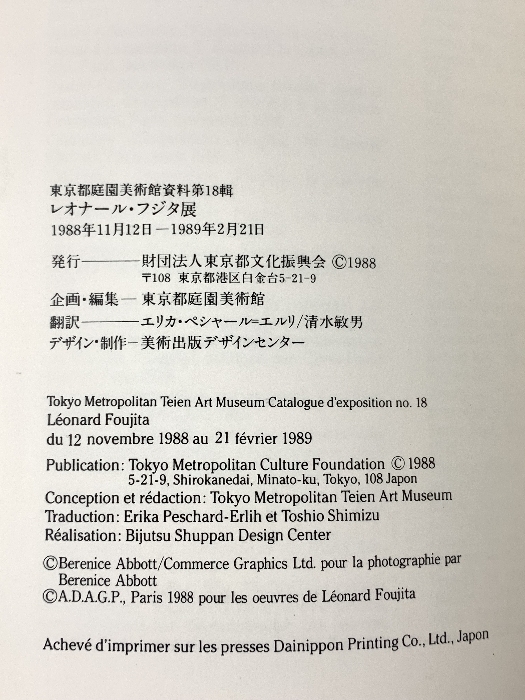 東京都庭園美術館資料第18輯
レオナール・フジタ展
1988年11月12日―1989年2月21日
発行―――財団法人東京都文化振興会 ©1988
〒108 東京都港区白金台5-21-9
企画・編集―東京都庭園美術館
翻訳―――エリカ・ペシャール=エルリ/清水敏男
デザイン・制作―美術出版デザインセンター
Tokyo Metropolitan Teien Art Museum Catalogue d'exposition no. 18
Léonard Foujita
du 12 novembre 1988 au 21 février 1989
Publication: Tokyo Metropolitan Culture Foundation ©1988
5-21-9, Shirokanedai, Minato-ku, Tokyo, 108 Japon
Conception et rédaction: Tokyo Metropolitan Teien Art Museum
Traduction: Erika Peschard-Erlih et Toshio Shimizu
Réalisation: Bijutsu Shuppan Design Center
©Berenice Abbott/Commerce Graphics Ltd. pour la photographie par
Berenice Abbott
©A.D.A.G.P., Paris 1988 pour les oeuvres de Léonard Foujita
Achevé d'imprimer sur les presses Dainippon Printing Co., Ltd., Japon